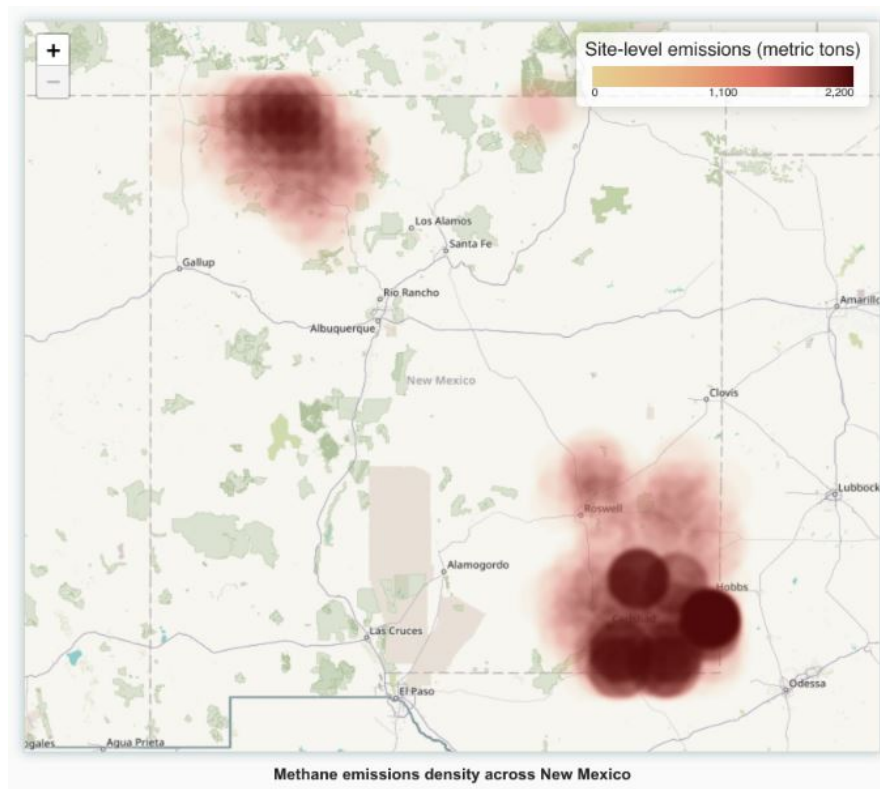 +
−
Site-level emissions (metric tons)
0 1,100 2,200
Los Alamos
Santa Fe
Gallup
Rio Rancho
Albuquerque
Amarillo
New Mexico
Clovis
Lubbock
Roswell
Alamogordo
Hobbs
Carlsbad
Las Cruces
Odessa
El Paso
ogales
Agua Prieta
Methane emissions density across New Mexico